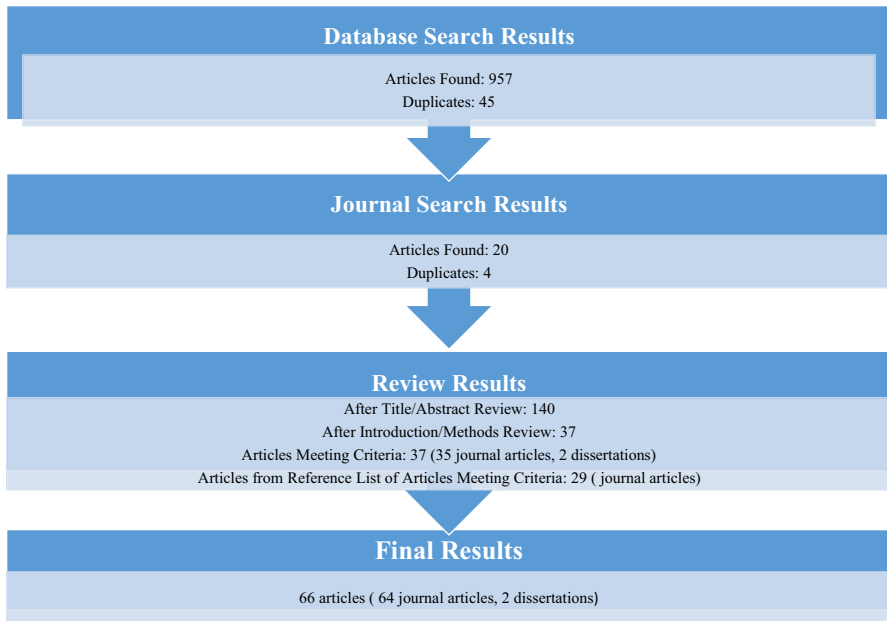 Database Search Results
Articles Found: 957
Duplicates: 45
Journal Search Results
Articles Found: 20
Duplicates: 4
Review Results
After Title/Abstract Review: 140
After Introduction/Methods Review: 37
Articles Meeting Criteria: 37 (35 journal articles, 2 dissertations)
Articles from Reference List of Articles Meeting Criteria: 29 ( journal articles)
Final Results
66 articles ( 64 journal articles, 2 dissertations)